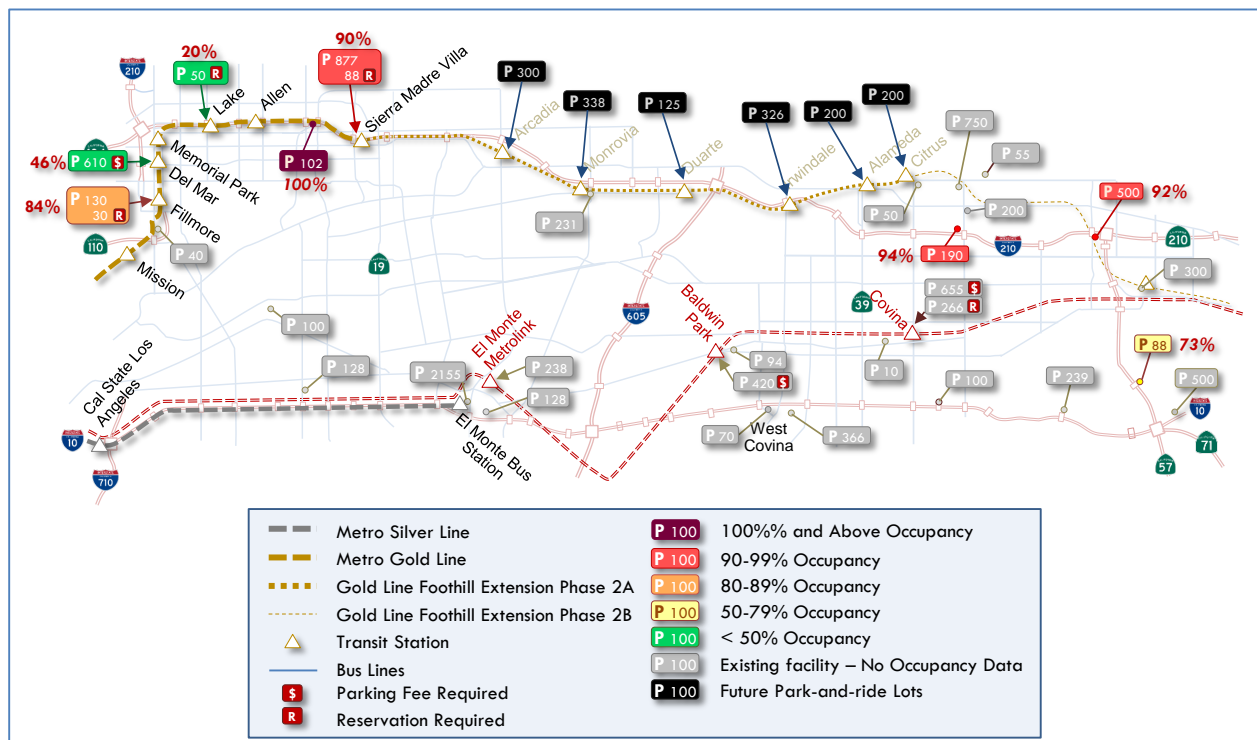 90%
20%
P 877
88 R
210
P 50 R
Lake
Allen
Sierra Madre Villa
P 300
P 338
P 125
P 326
P 200
P 200
P 750
P 55
Arcadia
Monrovia
Duarte
Irwindale
Alameda
Citrus
46%
P 610 $
Memorial Park
Del Mar
P 102
100%
84%
P 130
30 R
Fillmore
P 231
P 50
P 200
P 500
92%
110
P 40
Mission
19
94%
P 190
210
210
P 300
P 655 $
P 266 R
39
Covina
605
Baldwin
Park
P 100
El Monte
Metrolink
P 128
P 2155
P 238
P 128
P 94
P 420 $
P 10
P 100
P 239
P 88
73%
P 500
10
Cal State Los
Angeles
10
710
El Monte Bus
Station
P 70
West
Covina
P 366
57
71
Metro Silver Line
Metro Gold Line
Gold Line Foothill Extension Phase 2A
Gold Line Foothill Extension Phase 2B
Transit Station
Bus Lines
$ Parking Fee Required
R Reservation Required
P 100 100%% and Above Occupancy
P 100 90-99% Occupancy
P 100 80-89% Occupancy
P 100 50-79% Occupancy
P 100 < 50% Occupancy
P 100 Existing facility – No Occupancy Data
P 100 Future Park-and-ride Lots